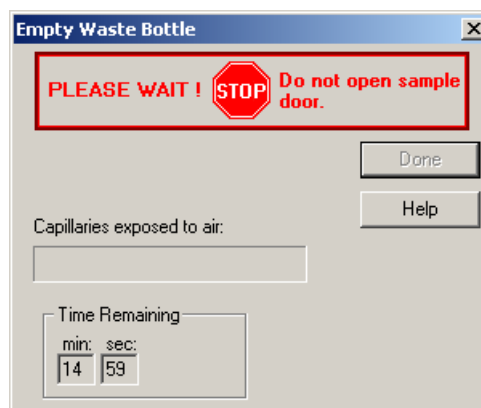 Empty Waste Bottle
PLEASE WAIT ! STOP Do not open sample
door.
Done
Help
Capillaries exposed to air:
Time Remaining
min: sec:
14 59